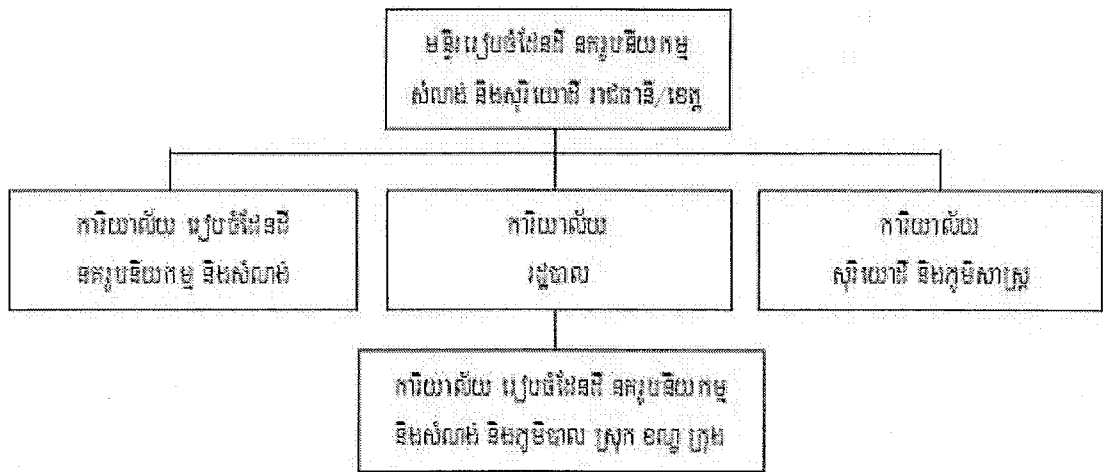 មន្ទីររៀបចំដែនដី នគរូបនីយកម្ម
សំណង់ និងសុរិយោដី រាជធានី/ខេត្ត
ការិយាល័យ រៀបចំដែនដី
នគរូបនីយកម្ម និងសំណង់
ការិយាល័យ
រដ្ឋបាល
ការិយាល័យ
សុរិយោដី និងភូមិសាស្ត្រ
ការិយាល័យ រៀបចំដែនដី នគរូបនីយកម្ម
និងសំណង់ និងភូមិបាល ស្រុក ខណ្ឌ ក្រុង